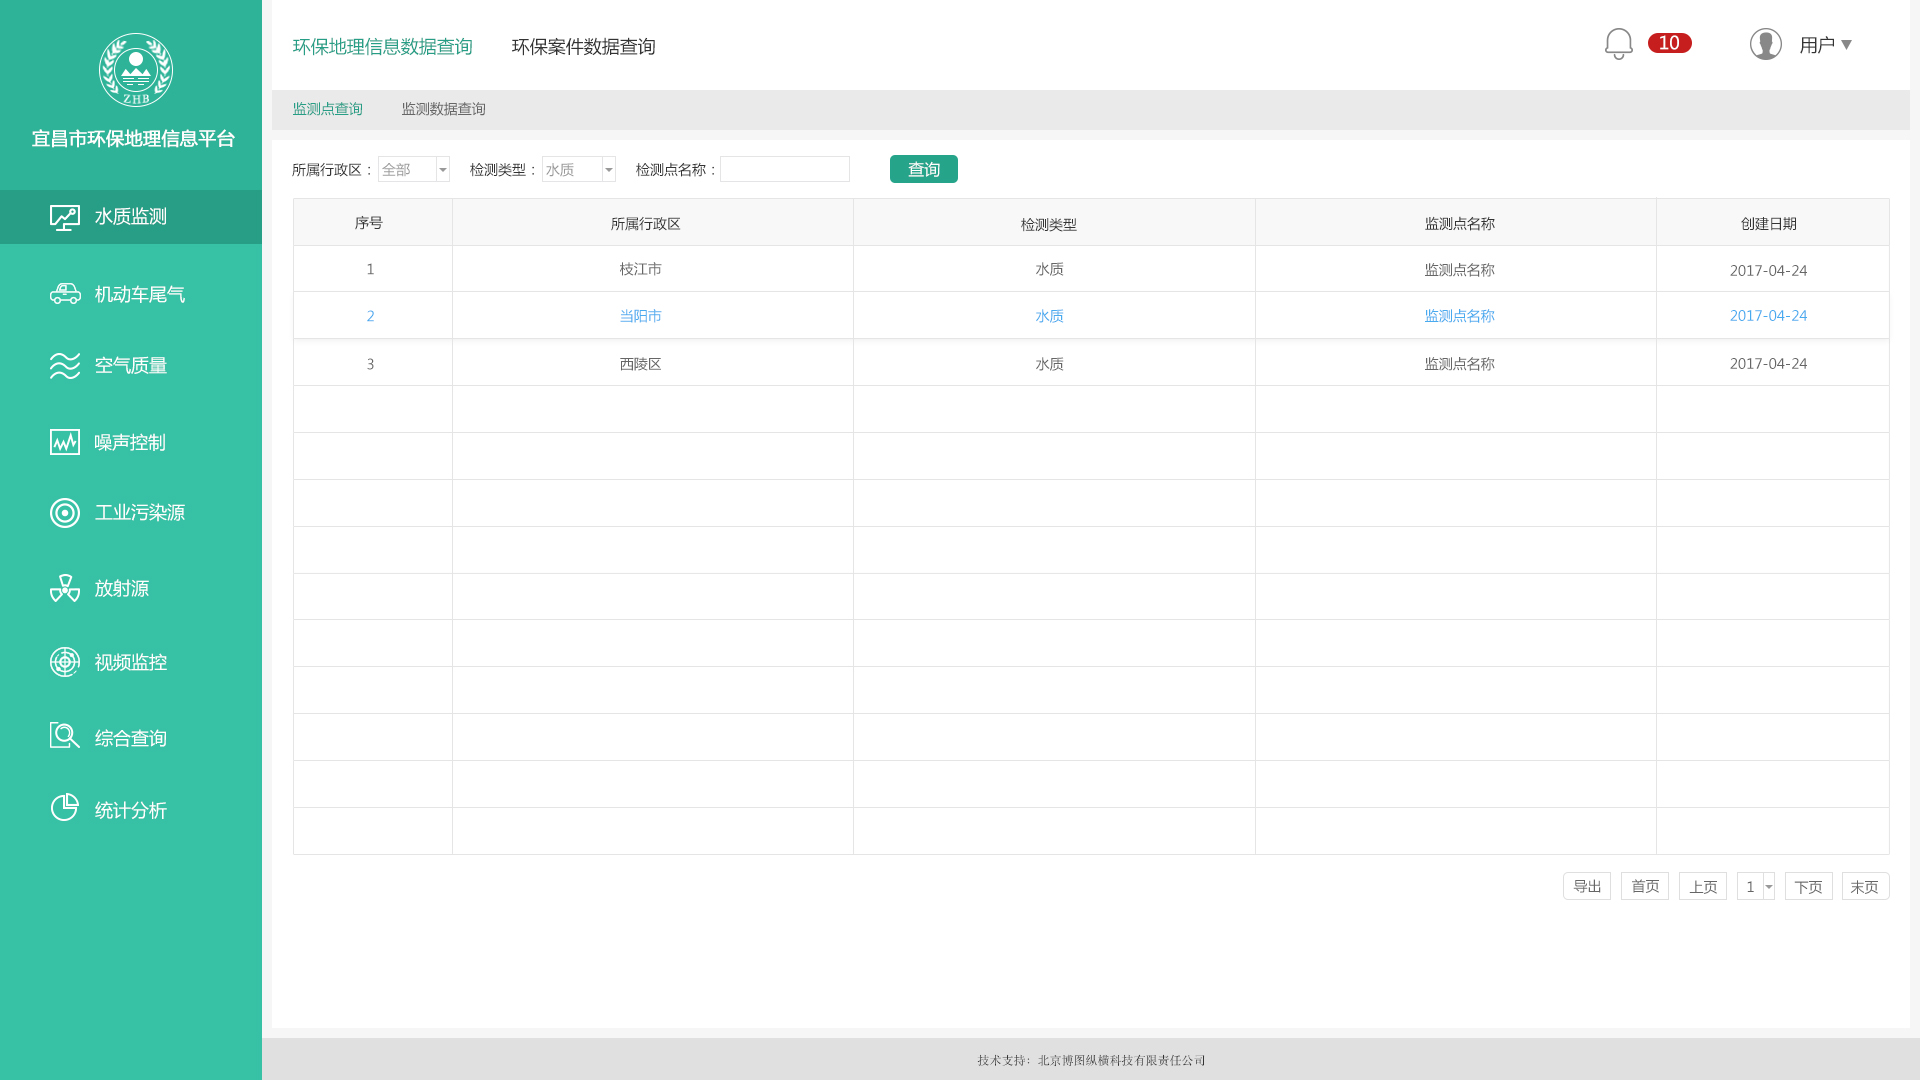 ZHB
宜昌市环保地理信息平台
水质监测
机动车尾气
空气质量
噪声控制
工业污染源
放射源
视频监控
综合查询
统计分析
环保地理信息数据查询 环保案件数据查询
10 用户
监测点查询 监测数据查询
所属行政区： 全部 检测类型： 水质 检测点名称： 查询
序号 所属行政区 检测类型 监测点名称 创建日期
1 枝江市 水质 监测点名称 2017-04-24
2 当阳市 水质 监测点名称 2017-04-24
3 西陵区 水质 监测点名称 2017-04-24
导出 首页 上页 1 下页 末页
技术支持：北京博图纵横科技有限责任公司